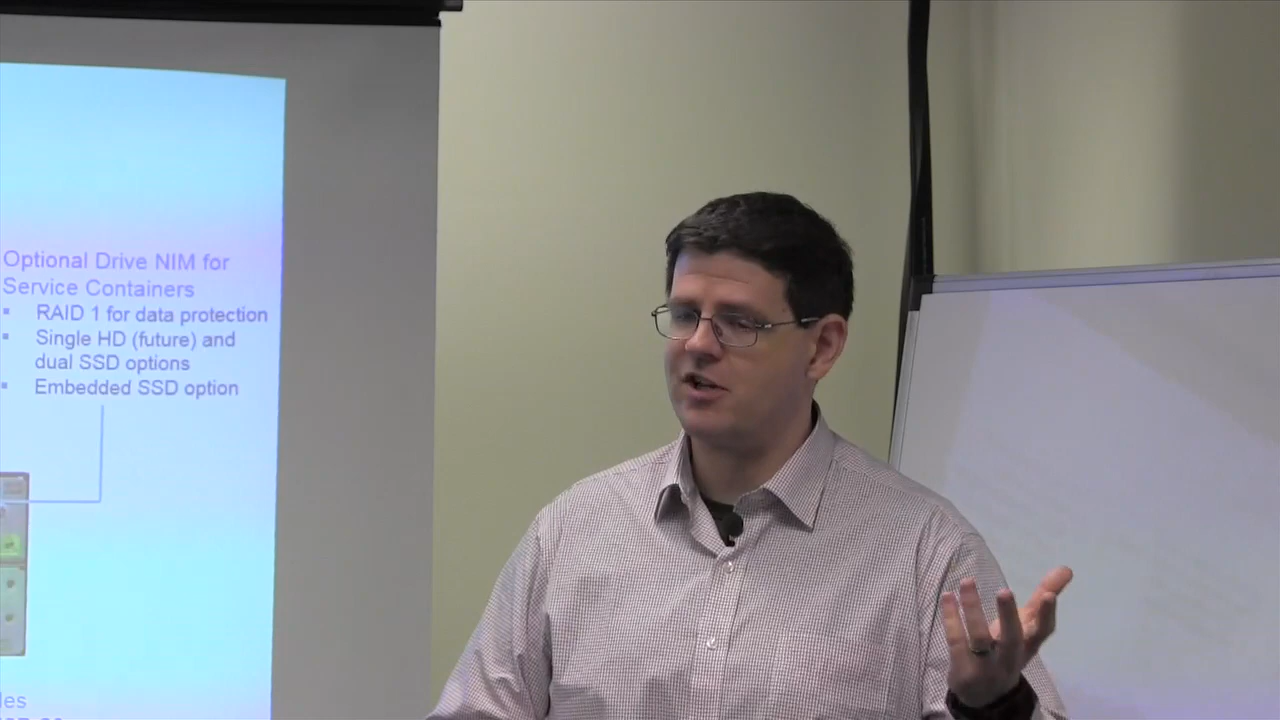 Optional Drive NIM for
Service Containers
▪ RAID 1 for data protection
▪ Single HD (future) and
dual SSD options
▪ Embedded SSD option
les